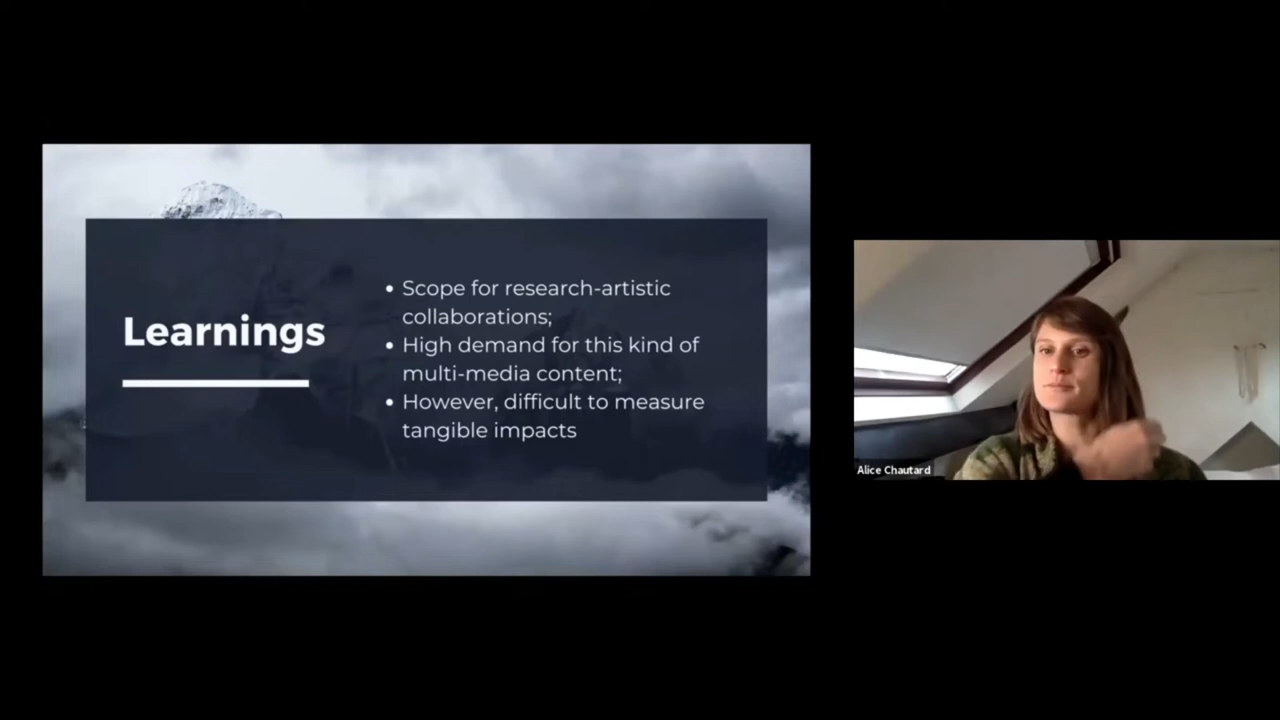 Learnings
• Scope for research-artistic
collaborations;
• High demand for this kind of
multi-media content;
• However, difficult to measure
tangible impacts
Alice Chautard